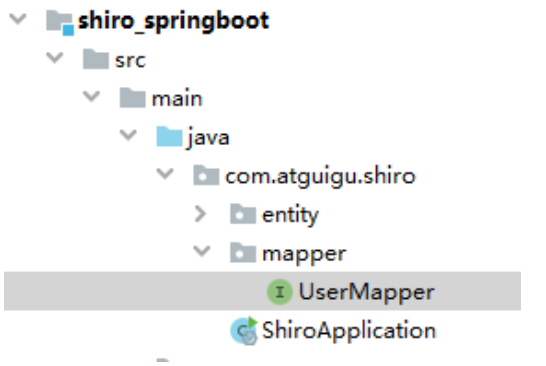 shiro_springboot
src
main
java
com.atguigu.shiro
entity
mapper
I UserMapper
ShiroApplication